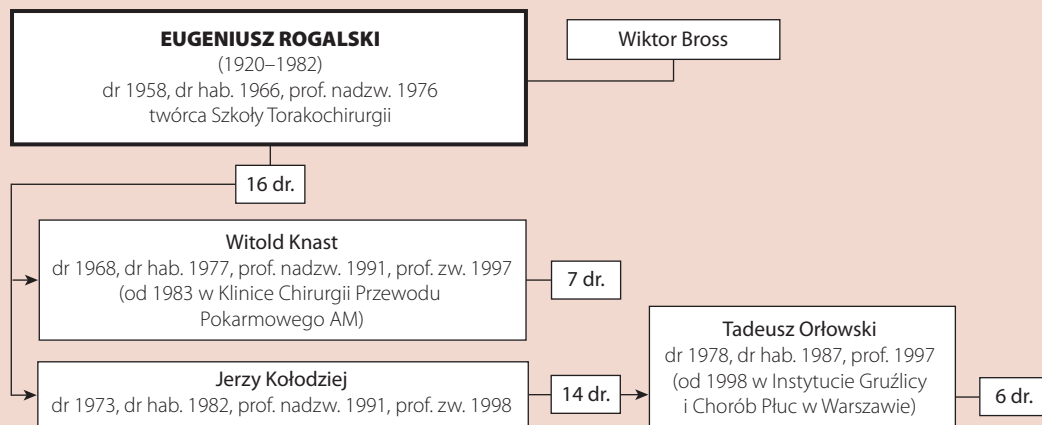 EUGENIUSZ ROGALSKI
(1920–1982)
dr 1958, dr hab. 1966, prof. nadzw. 1976
twórca Szkoły Torakochirurgii
Wiktor Bross
16 dr.
Witold Knast
dr 1968, dr hab. 1977, prof. nadzw. 1991, prof. zw. 1997
(od 1983 w Klinice Chirurgii Przewodu
Pokarmowego AM)
7 dr.
Jerzy Kołodziej
dr 1973, dr hab. 1982, prof. nadzw. 1991, prof. zw. 1998
14 dr.
Tadeusz Orłowski
dr 1978, dr hab. 1987, prof. 1997
(od 1998 w Instytucie Gruźlicy
i Chorób Płuc w Warszawie)
6 dr.